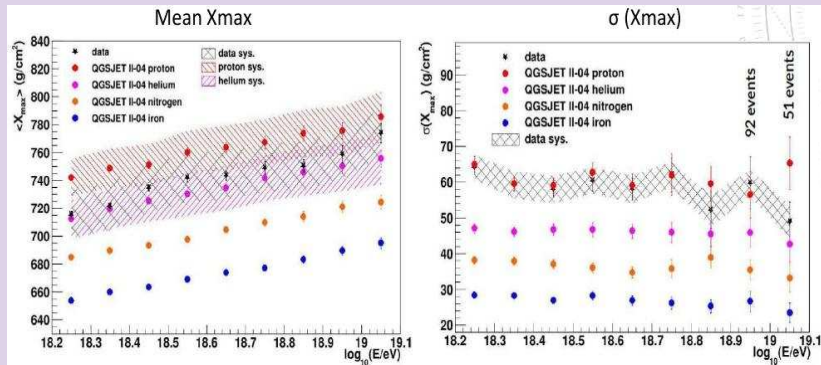 Mean Xmax
σ (Xmax)
840
820
800
780
760
740
720
700
680
660
640
<X_max> (g/cm²)
data
QGSJET II-04 proton
QGSJET II-04 helium
QGSJET II-04 nitrogen
QGSJET II-04 iron
data sys.
proton sys.
helium sys.
18.2 18.3 18.4 18.5 18.6 18.7 18.8 18.9 19 19.1
log₁₀(E/eV)
90
80
70
60
50
40
30
20
σ(X_max) (g/cm²)
data
QGSJET II-04 proton
QGSJET II-04 helium
QGSJET II-04 nitrogen
QGSJET II-04 iron
data sys.
92 events
51 events
18.2 18.3 18.4 18.5 18.6 18.7 18.8 18.9 19 19.1
log₁₀(E/eV)